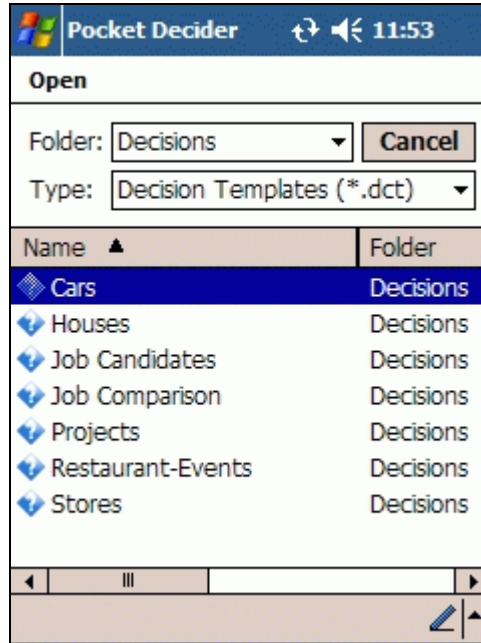 Pocket Decider 11:53
Open
Folder: Decisions Cancel
Type: Decision Templates (*.dct)
Name Folder
Cars Decisions
Houses Decisions
Job Candidates Decisions
Job Comparison Decisions
Projects Decisions
Restaurant-Events Decisions
Stores Decisions